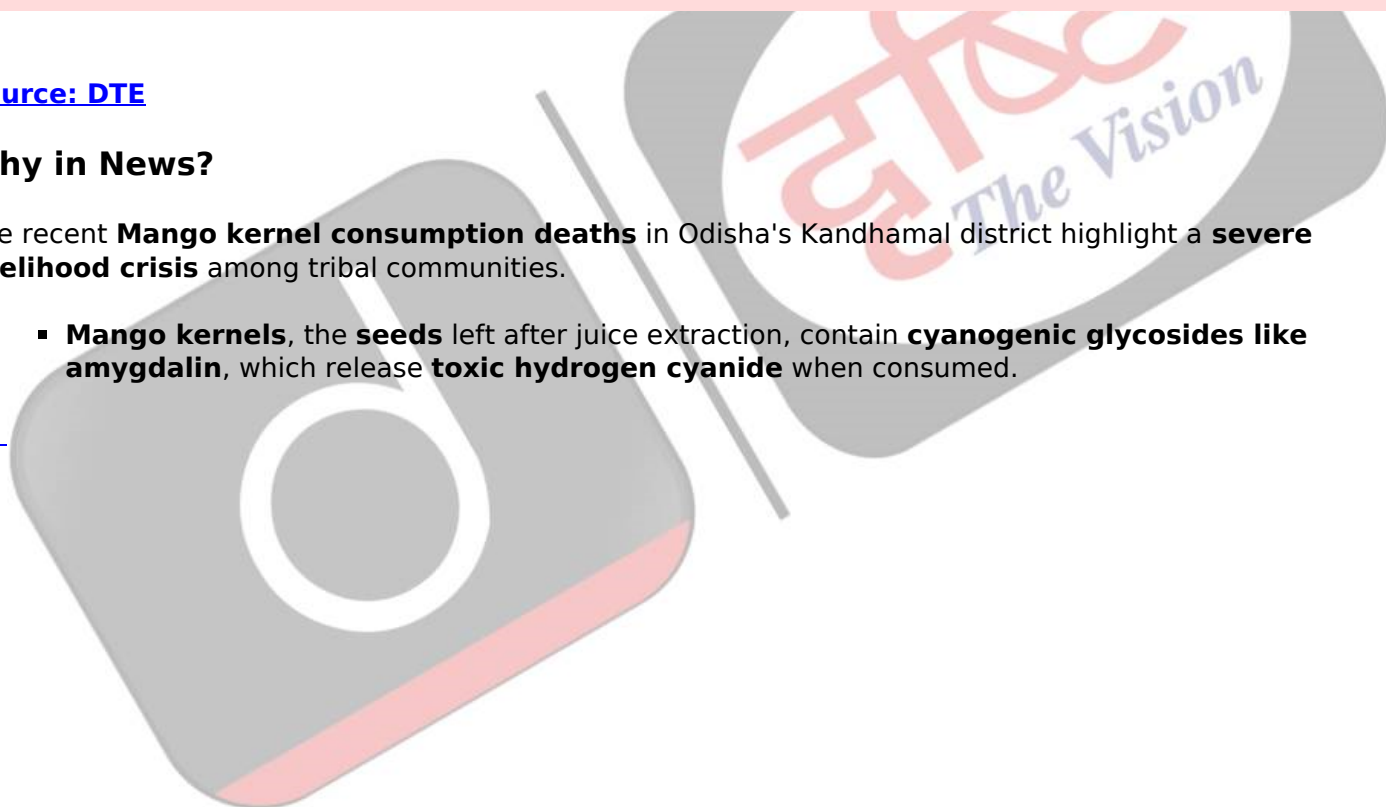 दृष्टि
The Vision
urce: DTE
hy in News?
e recent Mango kernel consumption deaths in Odisha's Kandhamal district highlight a severe
elihood crisis among tribal communities.
▪ Mango kernels, the seeds left after juice extraction, contain cyanogenic glycosides like
amygdalin, which release toxic hydrogen cyanide when consumed.
d